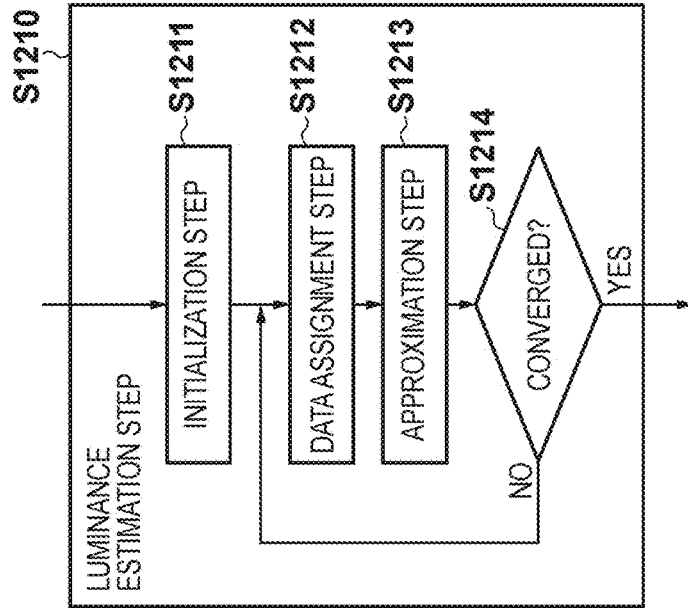 S1210
LUMINANCE
ESTIMATION STEP
INITIALIZATION STEP
S1211
DATA ASSIGNMENT STEP
S1212
APPROXIMATION STEP
S1213
CONVERGED?
S1214
NO
YES